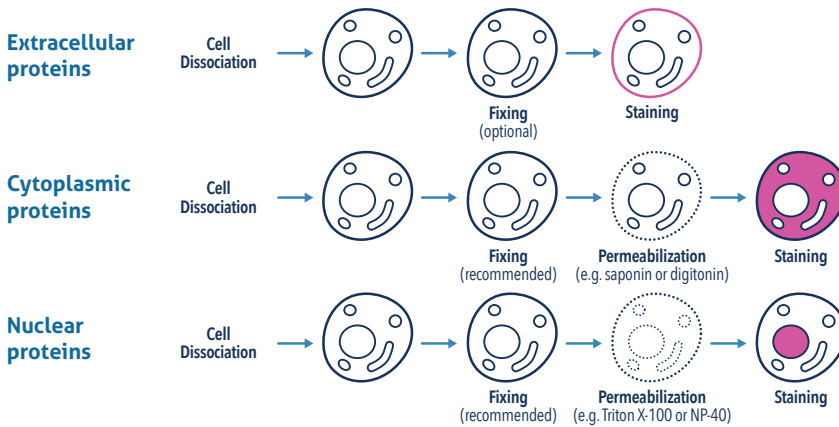 Extracellular
proteins
Cell
Dissociation
Fixing
(optional)
Staining
Cytoplasmic
proteins
Cell
Dissociation
Fixing
(recommended)
Permeabilization
(e.g. saponin or digitonin)
Staining
Nuclear
proteins
Cell
Dissociation
Fixing
(recommended)
Permeabilization
(e.g. Triton X-100 or NP-40)
Staining